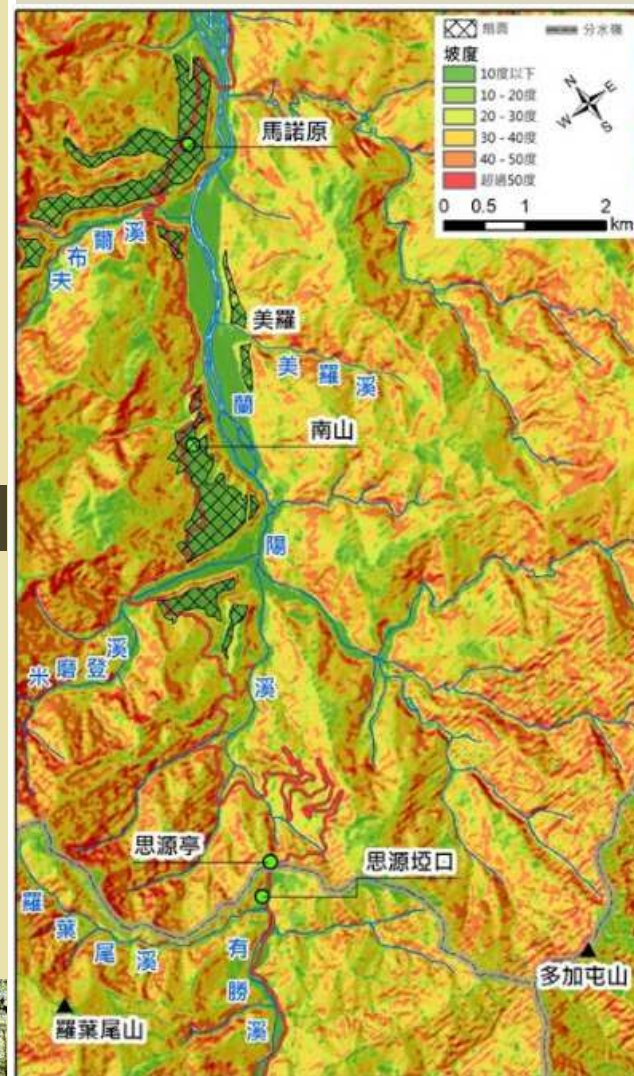 階面 分水嶺
坡度
10度以下
10 - 20度
20 - 30度
30 - 40度
40 - 50度
超過50度
N
E
W
S
0 0.5 1 2
km
馬諾原
夫布爾溪
美羅
美羅溪
南山
蘭陽溪
米磨登溪
思源亭
思源埡口
羅葉尾溪
有勝溪
多加屯山
羅葉尾山